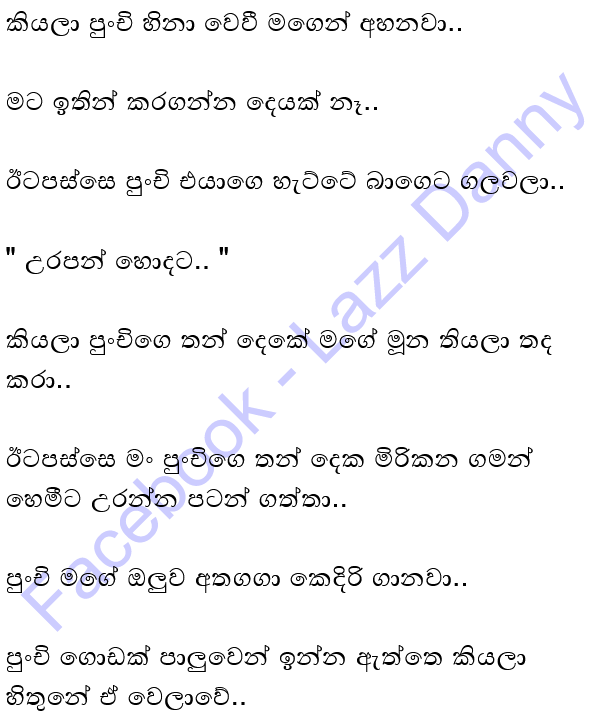 කියලා පුංචි හිනා වෙවී මගෙන් අහනවා..
මට ඉතින් කරගන්න දෙයක් නෑ..
ඊටපස්සෙ පුංචි එයාගෙ හැට්ටේ බාගෙට ගලවලා..
" උරපන් හොදට.. "
කියලා පුංචිගෙ තන් දෙකේ මගේ මූන තියලා තද
කරා..
ඊටපස්සෙ මං පුංචිගෙ තන් දෙක මිරිකන ගමන්
හෙමීට උරන්න පටන් ගත්තා..
පුංචි මගේ ඔලුව අතගගා කෙදිරි ගානවා..
පුංචි ගොඩක් පාලුවෙන් ඉන්න ඇත්තෙ කියලා
හිතුනේ ඒ වෙලාවේ..
Facebook - Lazz Danny